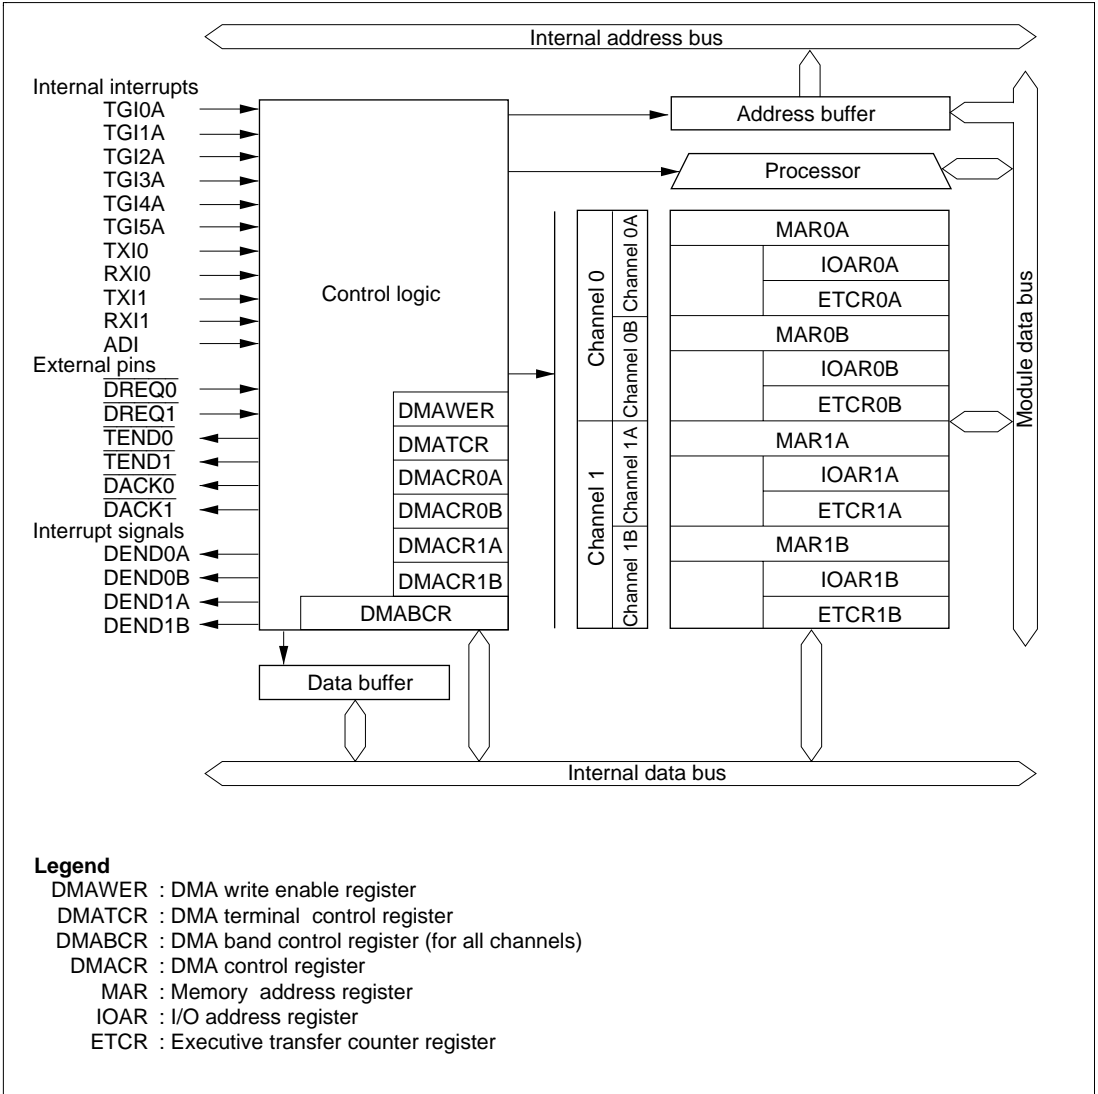 Internal address bus
Internal interrupts
TGI0A
TGI1A
TGI2A
TGI3A
TGI4A
TGI5A
TXI0
RXI0
TXI1
RXI1
ADI
External pins
DREQ0
DREQ1
TEND0
TEND1
DACK0
DACK1
Interrupt signals
DEND0A
DEND0B
DEND1A
DEND1B
Control logic
DMAWER
DMATCR
DMACR0A
DMACR0B
DMACR1A
DMACR1B
DMABCR
Data buffer
Address buffer
Processor
Channel 0
Channel 0A
Channel 0B
Channel 1
Channel 1A
Channel 1B
MAR0A
IOAR0A
ETCR0A
MAR0B
IOAR0B
ETCR0B
MAR1A
IOAR1A
ETCR1A
MAR1B
IOAR1B
ETCR1B
Module data bus
Internal data bus
Legend
DMAWER : DMA write enable register
DMATCR : DMA terminal control register
DMABCR : DMA band control register (for all channels)
DMACR : DMA control register
MAR : Memory address register
IOAR : I/O address register
ETCR : Executive transfer counter register